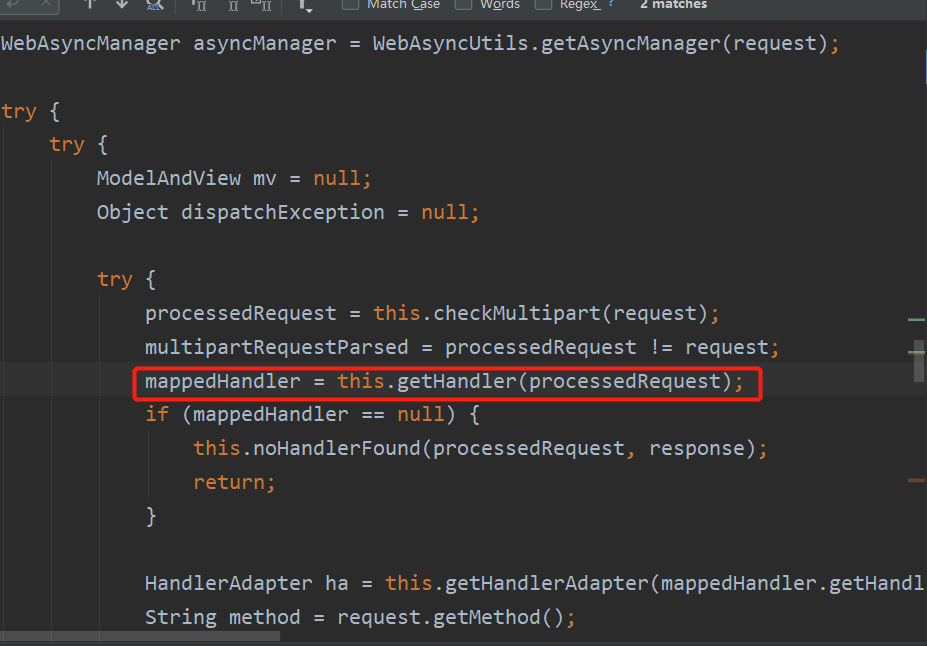 Match Case Words Regex ? 2 matches
WebAsyncManager asyncManager = WebAsyncUtils.getAsyncManager(request);
try {
try {
ModelAndView mv = null;
Object dispatchException = null;
try {
processedRequest = this.checkMultipart(request);
multipartRequestParsed = processedRequest != request;
mappedHandler = this.getHandler(processedRequest);
if (mappedHandler == null) {
this.noHandlerFound(processedRequest, response);
return;
}
HandlerAdapter ha = this.getHandlerAdapter(mappedHandler.getHandl
String method = request.getMethod();